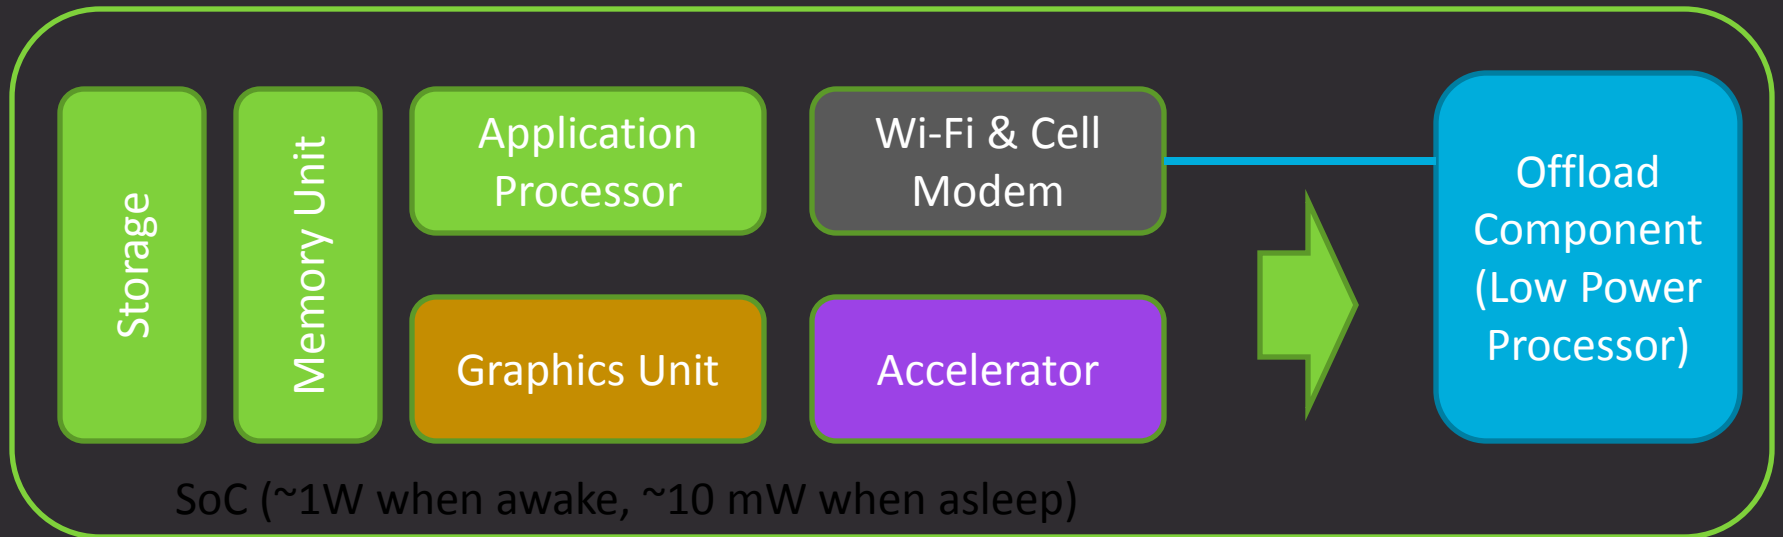 Storage
Memory Unit
Application
Processor
Wi-Fi & Cell
Modem
Graphics Unit
Accelerator
Offload
Component
(Low Power
Processor)
SoC (~1W when awake, ~10 mW when asleep)